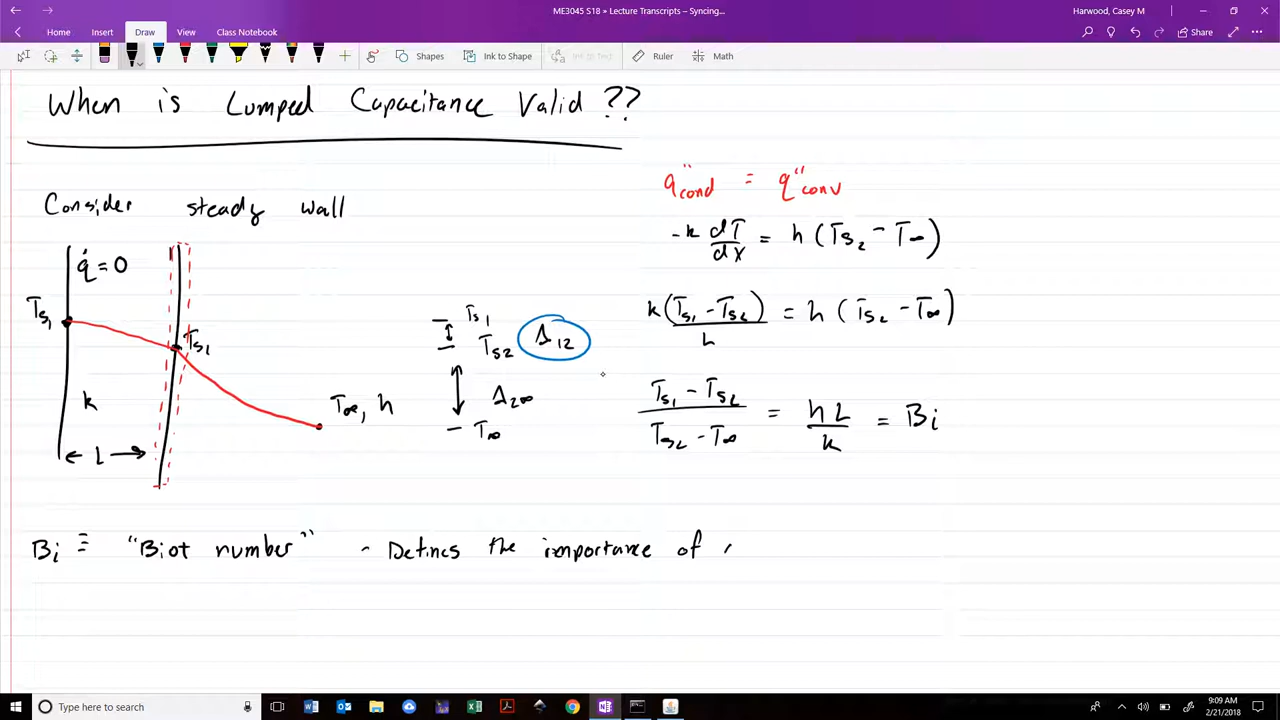 ME3045 S18 » Lecture Transcripts – Syncing...
Harwood, Casey M
Home Insert Draw View Class Notebook
Share
Shapes Ink to Shape Ink to Text Ruler Math
When is Lumped Capacitance Valid ??
Consider steady wall
q̇ = 0
Ts₁
Ts₁
k
L
T∞, h
Ts₁
Ts2 Δ12
Δ2∞
T∞
q"cond = q"conv
-k dT/dx = h (Ts₂ - T∞)
k(Ts₁ - Ts₂)/L = h (Ts₂ - T∞)
(Ts₁ - Ts₂)/(Ts₂ - T∞) = hL/k = Bi
Bi ≡ "Biot number" - Defines the importance of
Type here to search
9:09 AM
2/21/2018